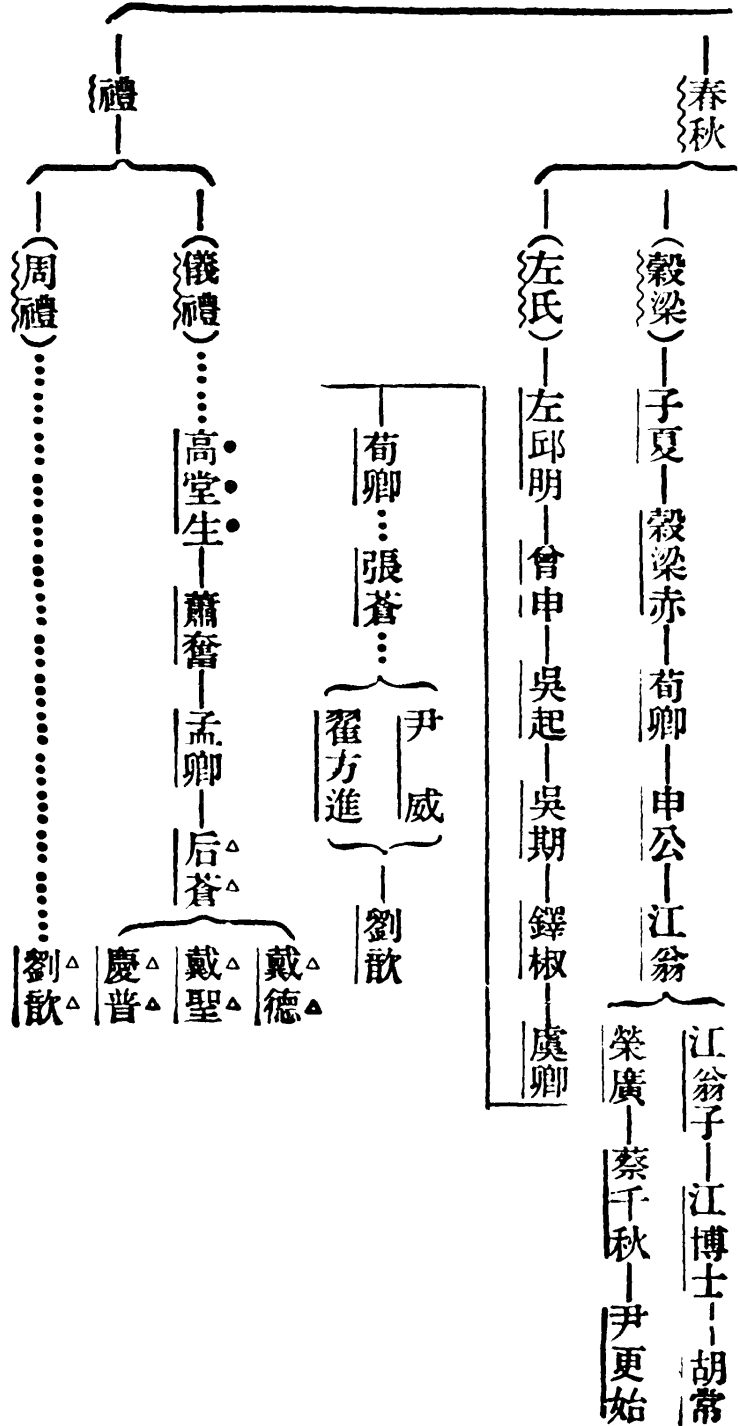 春秋
(穀梁)
子夏
穀梁赤
荀卿
申公
江翁
江翁子
江博士
胡常
榮廣
蔡千秋
尹更始
(左氏)
左邱明
曾申
吳起
吳期
鐸椒
虞卿
荀卿
張蒼
尹威
翟方進
劉歆
禮
(儀禮)
高堂生
蕭奮
孟卿
后蒼
戴德
戴聖
慶普
(周禮)
劉歆